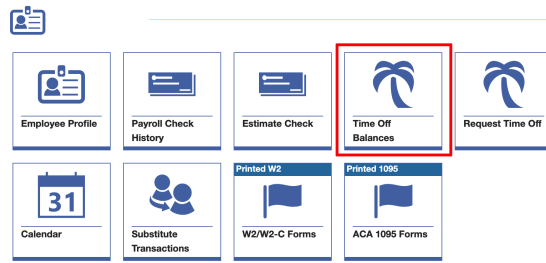 Employee Profile
Payroll Check
History
Estimate Check
Time Off
Balances
Request Time Off
31
Calendar
Substitute
Transactions
Printed W2
W2/W2-C Forms
Printed 1095
ACA 1095 Forms